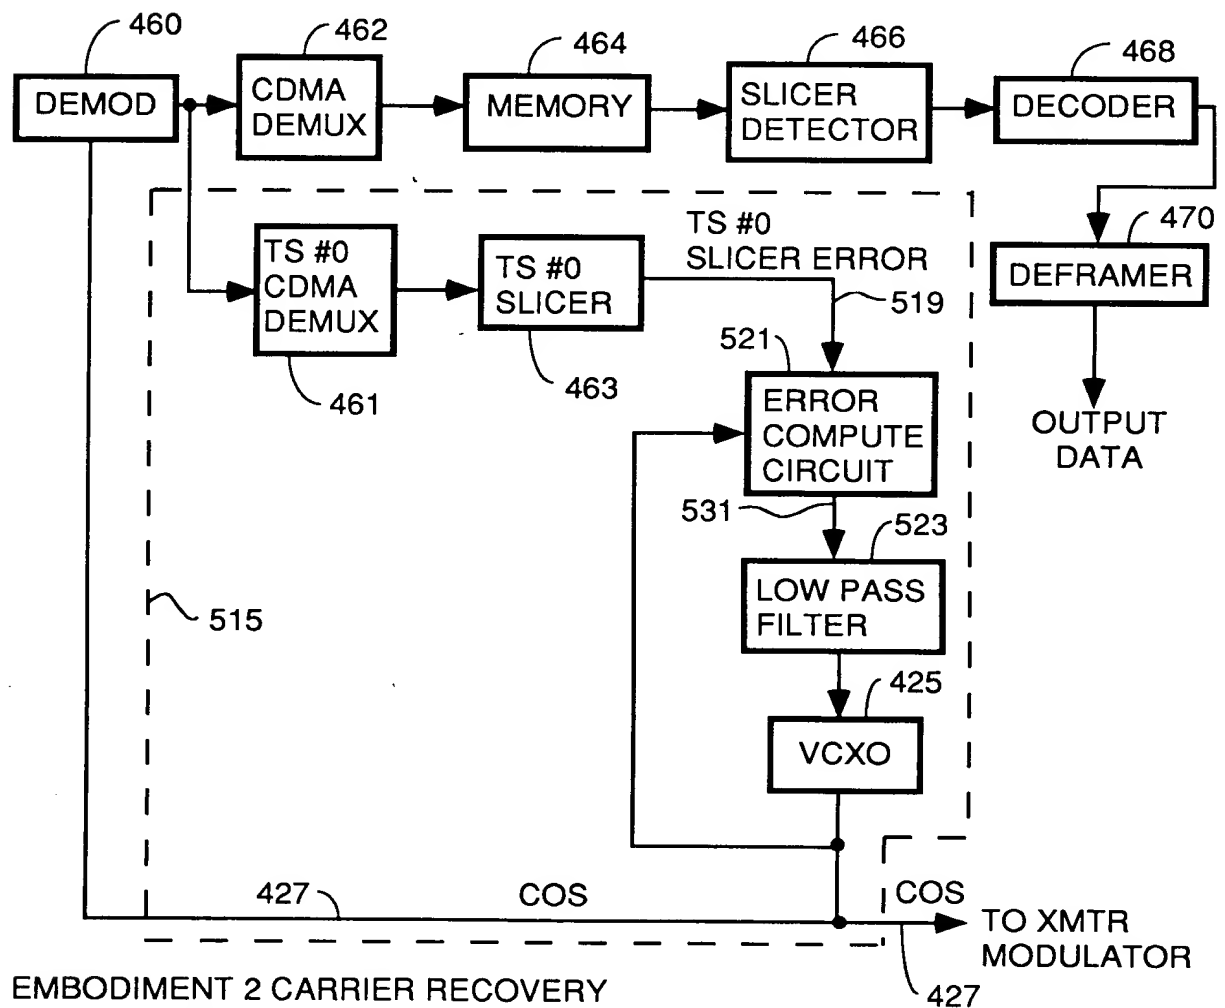 460
462
464
466
468
DEMOD
CDMA
DEMUX
MEMORY
SLICER
DETECTOR
DECODER
TS #0
CDMA
DEMUX
461
TS #0
SLICER
463
TS #0
SLICER ERROR
519
470
DEFRAMER
OUTPUT
DATA
521
ERROR
COMPUTE
CIRCUIT
531
523
LOW PASS
FILTER
515
425
VCXO
427
COS
COS
TO XMTR
MODULATOR
427
EMBODIMENT 2 CARRIER RECOVERY